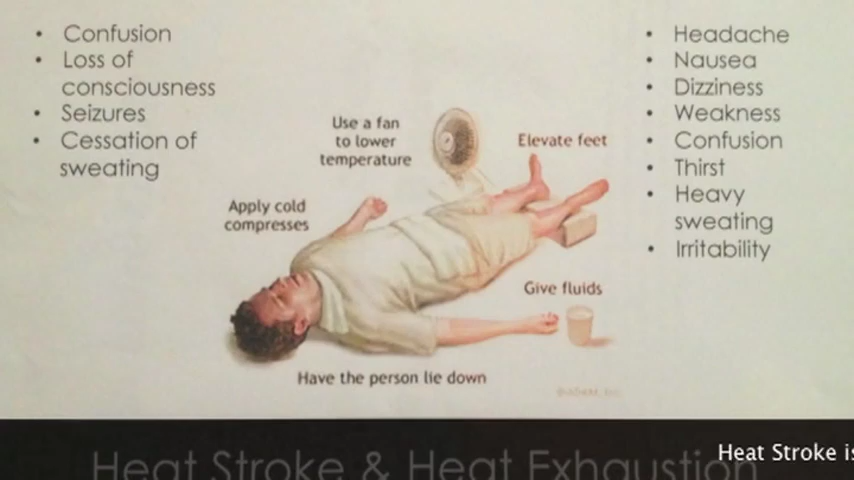 • Confusion
• Loss of
consciousness
• Seizures
• Cessation of
sweating
Use a fan
to lower
temperature
Elevate feet
Apply cold
compresses
Give fluids
Have the person lie down
• Headache
• Nausea
• Dizziness
• Weakness
• Confusion
• Thirst
• Heavy
sweating
• Irritability
Heat Stroke is
Heat Stroke & Heat Exhaustion